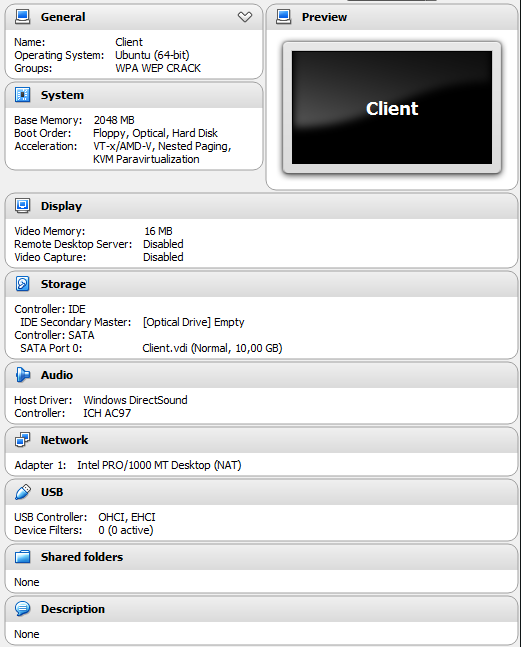 General
Name: Client
Operating System: Ubuntu (64-bit)
Groups: WPA WEP CRACK
Preview
Client
System
Base Memory: 2048 MB
Boot Order: Floppy, Optical, Hard Disk
Acceleration: VT-x/AMD-V, Nested Paging,
KVM Paravirtualization
Display
Video Memory: 16 MB
Remote Desktop Server: Disabled
Video Capture: Disabled
Storage
Controller: IDE
IDE Secondary Master: [Optical Drive] Empty
Controller: SATA
SATA Port 0: Client.vdi (Normal, 10,00 GB)
Audio
Host Driver: Windows DirectSound
Controller: ICH AC97
Network
Adapter 1: Intel PRO/1000 MT Desktop (NAT)
USB
USB Controller: OHCI, EHCI
Device Filters: 0 (0 active)
Shared folders
None
Description
None